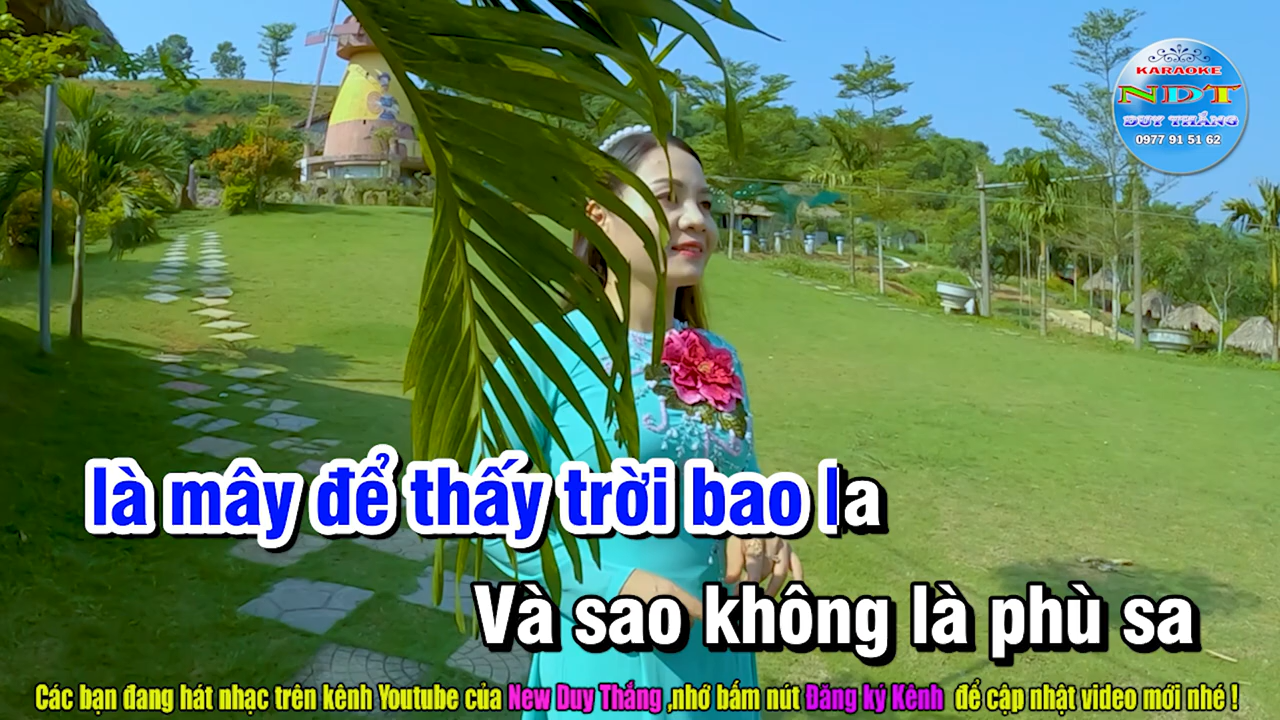 KARAOKE
NDT
DUY THẮNG
0977 91 51 62
là mây để thấy trời bao la
Và sao không là phù sa
Các bạn đang hát nhạc trên kênh Youtube của New Duy Thắng ,nhớ bấm nút Đăng ký Kênh để cập nhật video mới nhé !